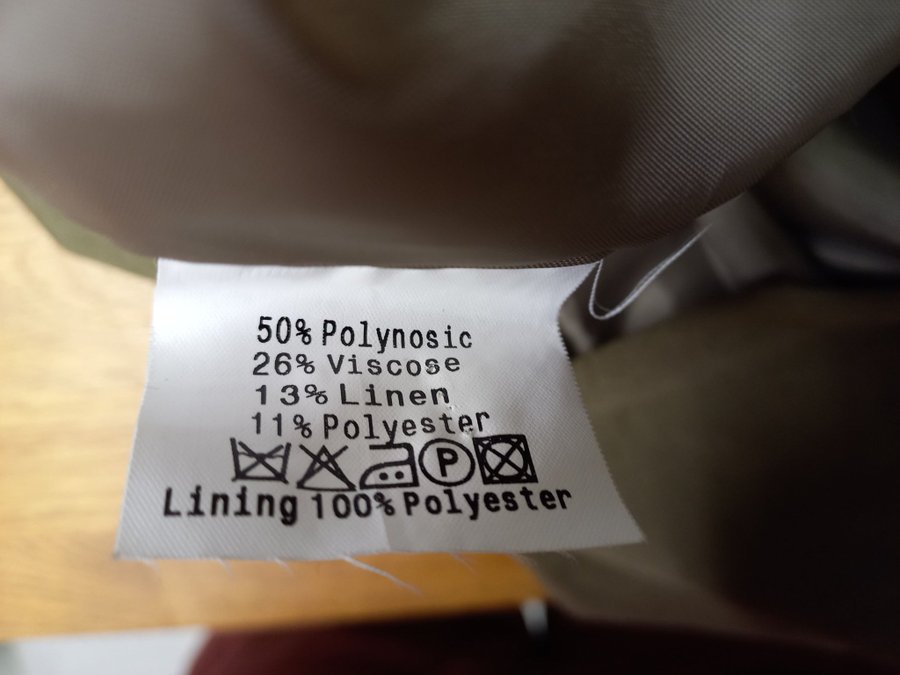 50% Polynosic
26% Viscose
13% Linen
11% Polyester
P
Lining 100% Polyester